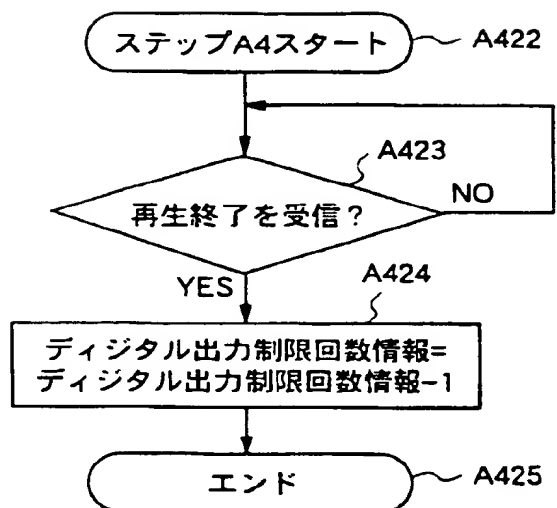 ステップA4スタート
A422
A423
再生終了を受信？
NO
YES
A424
ディジタル出力制限回数情報=
ディジタル出力制限回数情報-1
エンド
A425